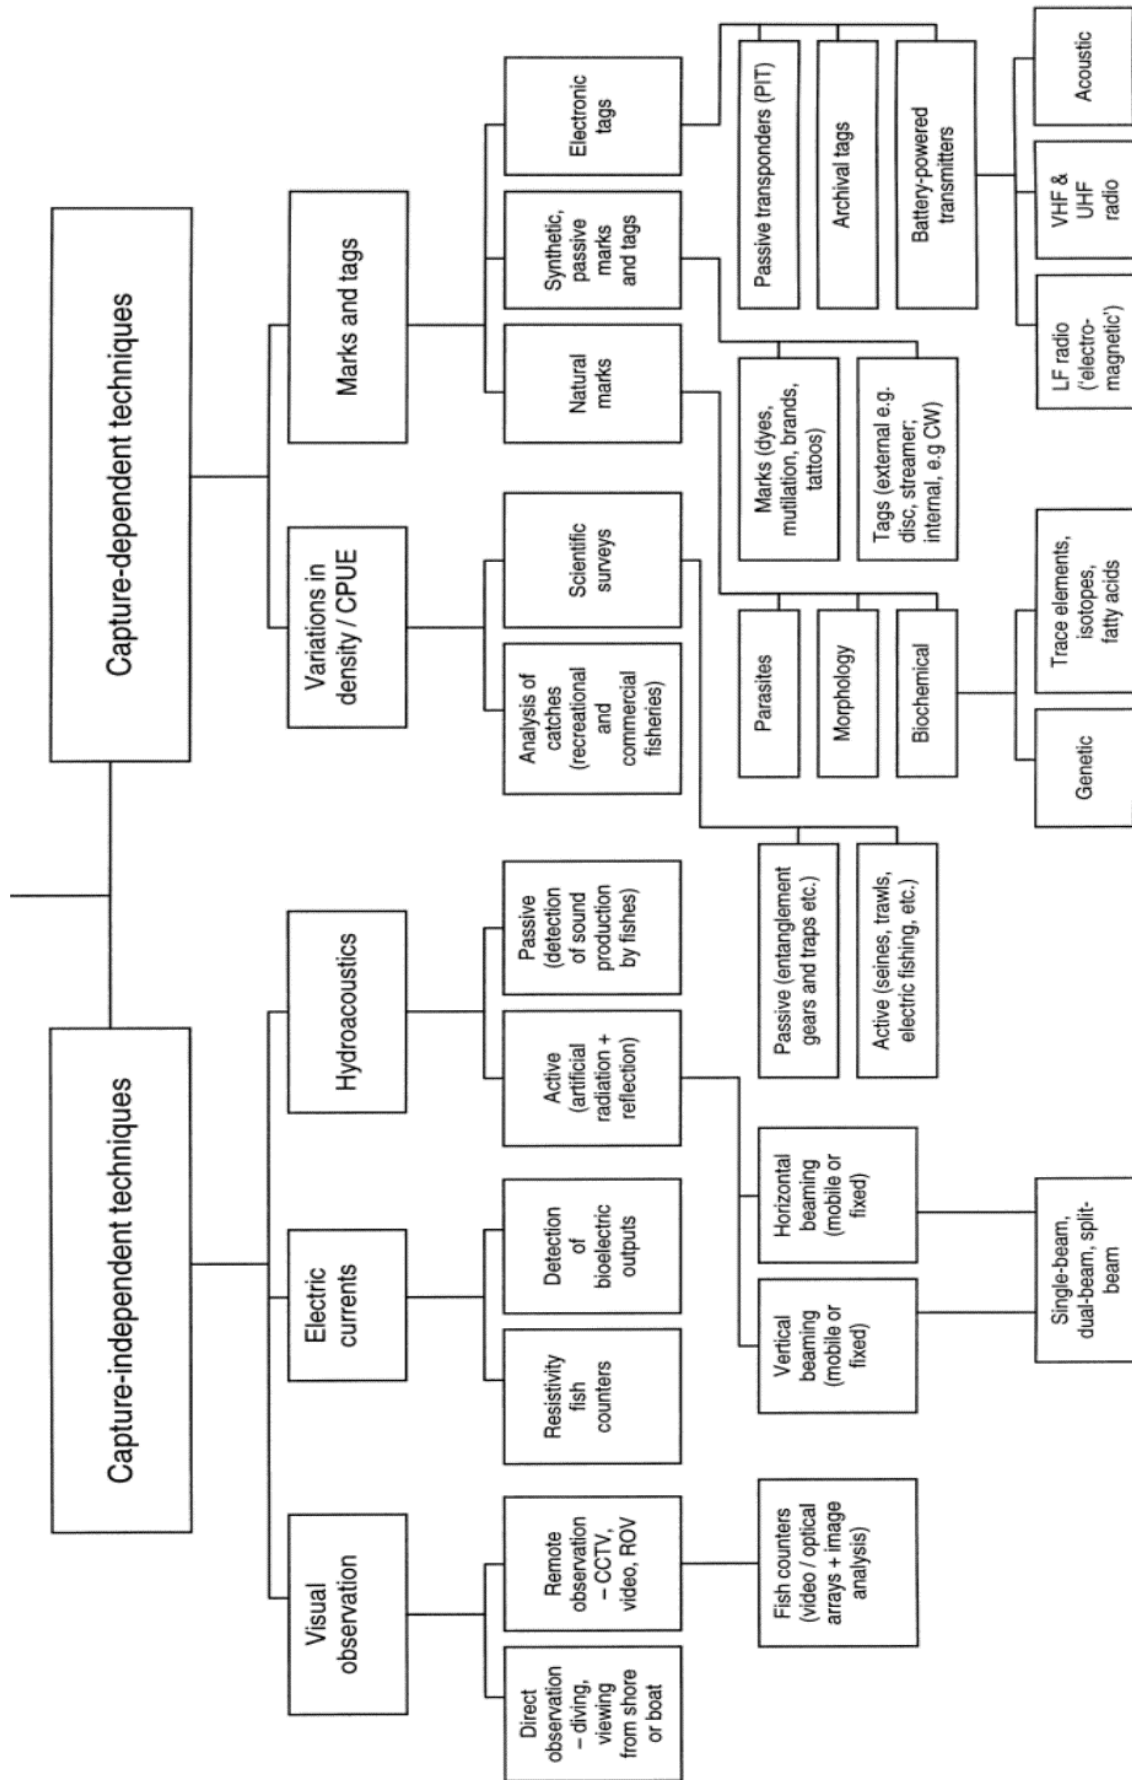 Capture-independent techniques
Capture-dependent techniques
Visual
observation
Electric
currents
Hydroacoustics
Variations in
density / CPUE
Marks and tags
Direct
observation
– diving,
viewing
from shore
or boat
Remote
observation
– CCTV,
video, ROV
Resistivity
fish
counters
Detection
of
bioelectric
outputs
Active
(artificial
radiation +
reflection)
Passive
(detection
of sound
production
by fishes)
Analysis of
catches
(recreational
and
commercial
fisheries)
Scientific
surveys
Natural
marks
Synthetic,
passive
marks
and tags
Electronic
tags
Fish counters
(video / optical
arrays + image
analysis)
Vertical
beaming
(mobile or
fixed)
Horizontal
beaming
(mobile or
fixed)
Single-beam,
dual-beam, split-
beam
Passive (entanglement
gears and traps etc.)
Active (seines, trawls,
electric fishing, etc.)
Parasites
Morphology
Biochemical
Genetic
Trace elements,
isotopes,
fatty acids
Marks (dyes,
mutilation, brands,
tattoos)
Tags (external e.g.
disc, streamer;
internal, e.g CW)
Passive transponders (PIT)
Archival tags
Battery-powered
transmitters
LF radio
(‘electro-
magnetic’)
VHF &
UHF
radio
Acoustic